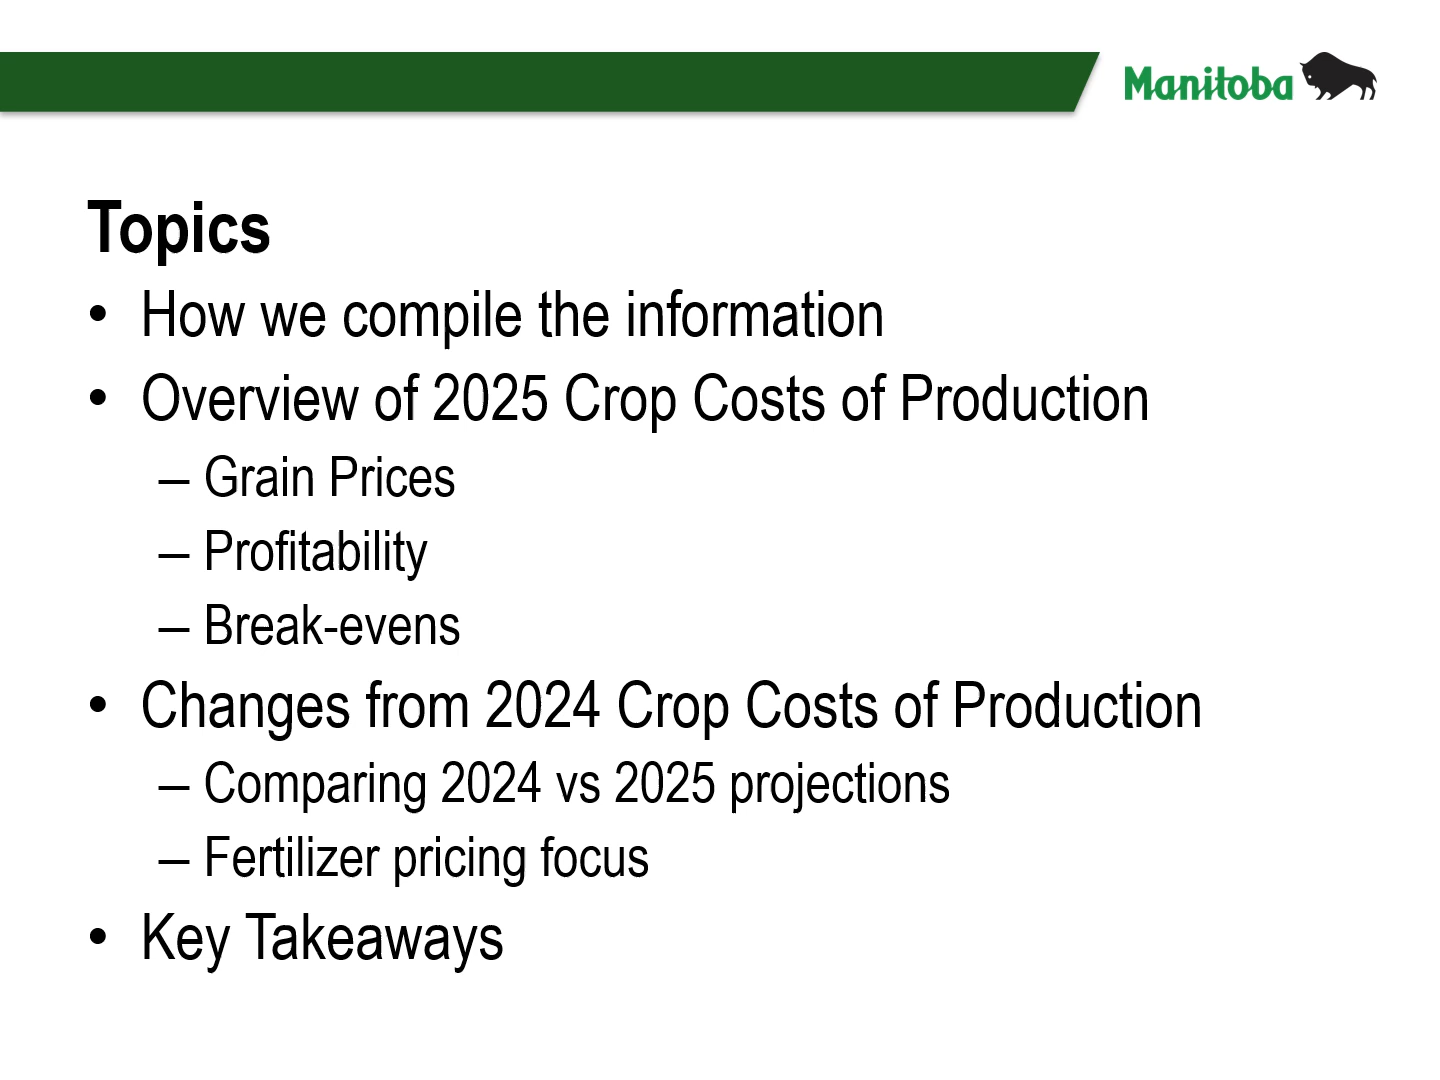 Manitoba
Topics
• How we compile the information
• Overview of 2025 Crop Costs of Production
– Grain Prices
– Profitability
– Break-evens
• Changes from 2024 Crop Costs of Production
– Comparing 2024 vs 2025 projections
– Fertilizer pricing focus
• Key Takeaways